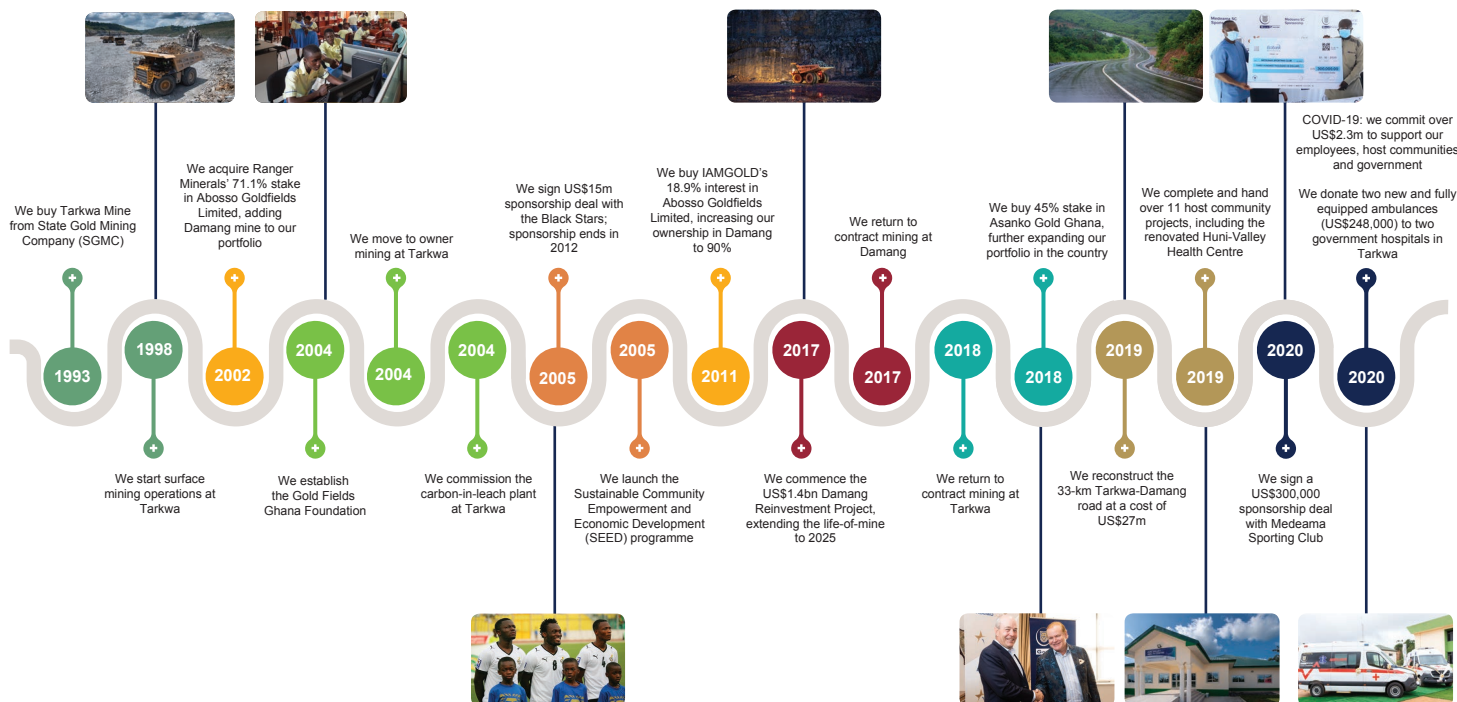 Medeama SC
Sponsorship
We buy Tarkwa Mine
from State Gold Mining
Company (SGMC)
1993
1998
We start surface
mining operations at
Tarkwa
We acquire Ranger
Minerals’ 71.1% stake
in Abosso Goldfields
Limited, adding
Damang mine to our
portfolio
2002
2004
We establish
the Gold Fields
Ghana Foundation
We move to owner
mining at Tarkwa
2004
2004
We commission the
carbon-in-leach plant
at Tarkwa
We sign US$15m
sponsorship deal with
the Black Stars;
sponsorship ends in
2012
2005
2005
We launch the
Sustainable Community
Empowerment and
Economic Development
(SEED) programme
We buy IAMGOLD’s
18.9% interest in
Abosso Goldfields
Limited, increasing our
ownership in Damang
to 90%
2011
2017
We commence the
US$1.4bn Damang
Reinvestment Project,
extending the life-of-mine
to 2025
We return to
contract mining at
Damang
2017
2018
We return to
contract mining at
Tarkwa
We buy 45% stake in
Asanko Gold Ghana,
further expanding our
portfolio in the country
2018
2019
We reconstruct the
33-km Tarkwa-Damang
road at a cost of
US$27m
We complete and hand
over 11 host community
projects, including the
renovated Huni-Valley
Health Centre
2019
2020
We sign a
US$300,000
sponsorship deal
with Medeama
Sporting Club
COVID-19: we commit over
US$2.3m to support our
employees, host communities
and government
We donate two new and fully
equipped ambulances
(US$248,000) to two
government hospitals in
Tarkwa
2020